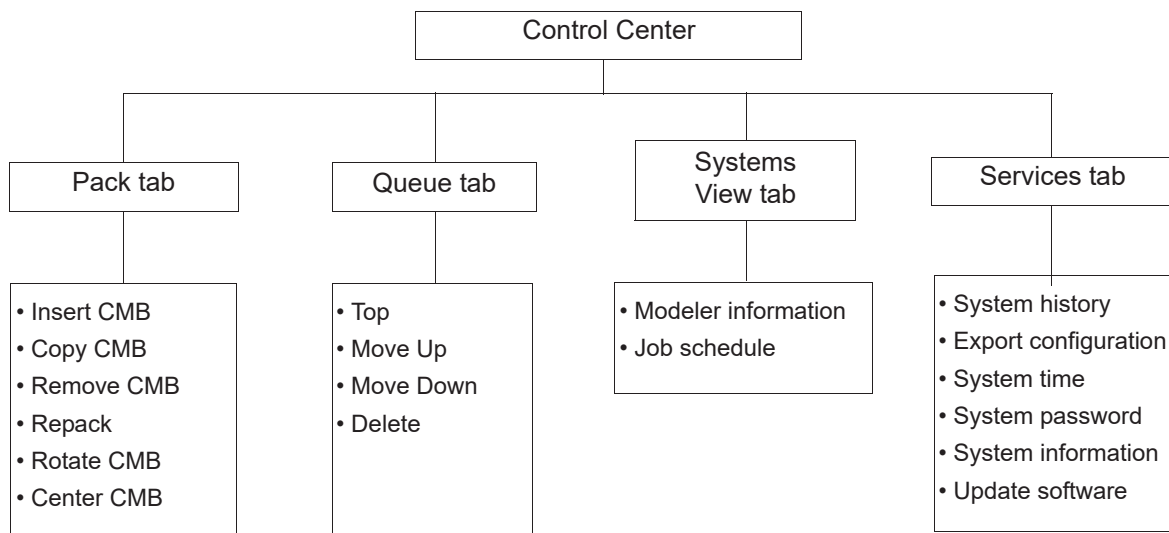 Control Center
Pack tab
• Insert CMB
• Copy CMB
• Remove CMB
• Repack
• Rotate CMB
• Center CMB
Queue tab
• Top
• Move Up
• Move Down
• Delete
Systems
View tab
• Modeler information
• Job schedule
Services tab
• System history
• Export configuration
• System time
• System password
• System information
• Update software